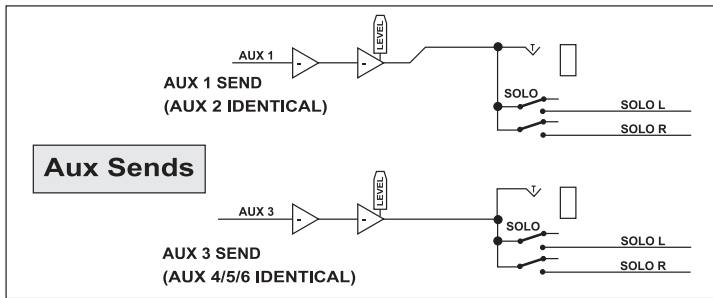 LEVEL
AUX 1
- -
T
AUX 1 SEND
(AUX 2 IDENTICAL)
SOLO
SOLO L
SOLO R
Aux Sends
LEVEL
AUX 3
- -
T
AUX 3 SEND
(AUX 4/5/6 IDENTICAL)
SOLO
SOLO L
SOLO R